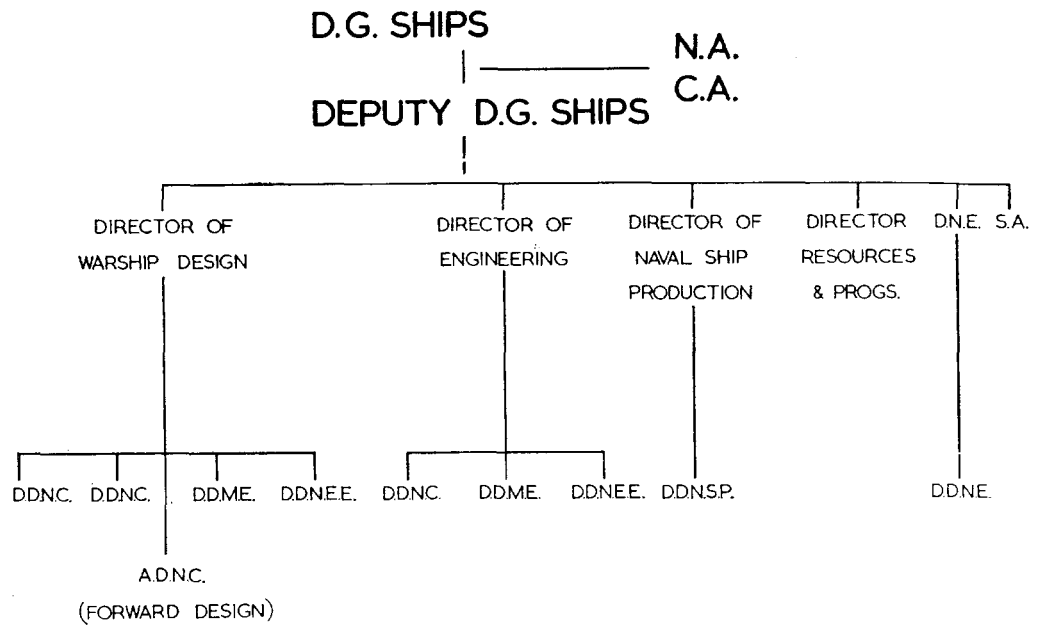 D.G. SHIPS
N.A.
C.A.
DEPUTY D.G. SHIPS
DIRECTOR OF
WARSHIP DESIGN
DIRECTOR OF
ENGINEERING
DIRECTOR OF
NAVAL SHIP
PRODUCTION
DIRECTOR
RESOURCES
& PROGS.
D.N.E. S.A.
D.D.N.C. D.D.N.C. D.D.M.E. D.D.N.E.E. D.D.N.C. D.D.M.E. D.D.N.E.E. D.D.N.S.P. D.D.N.E.
A.D.N.C.
(FORWARD DESIGN)